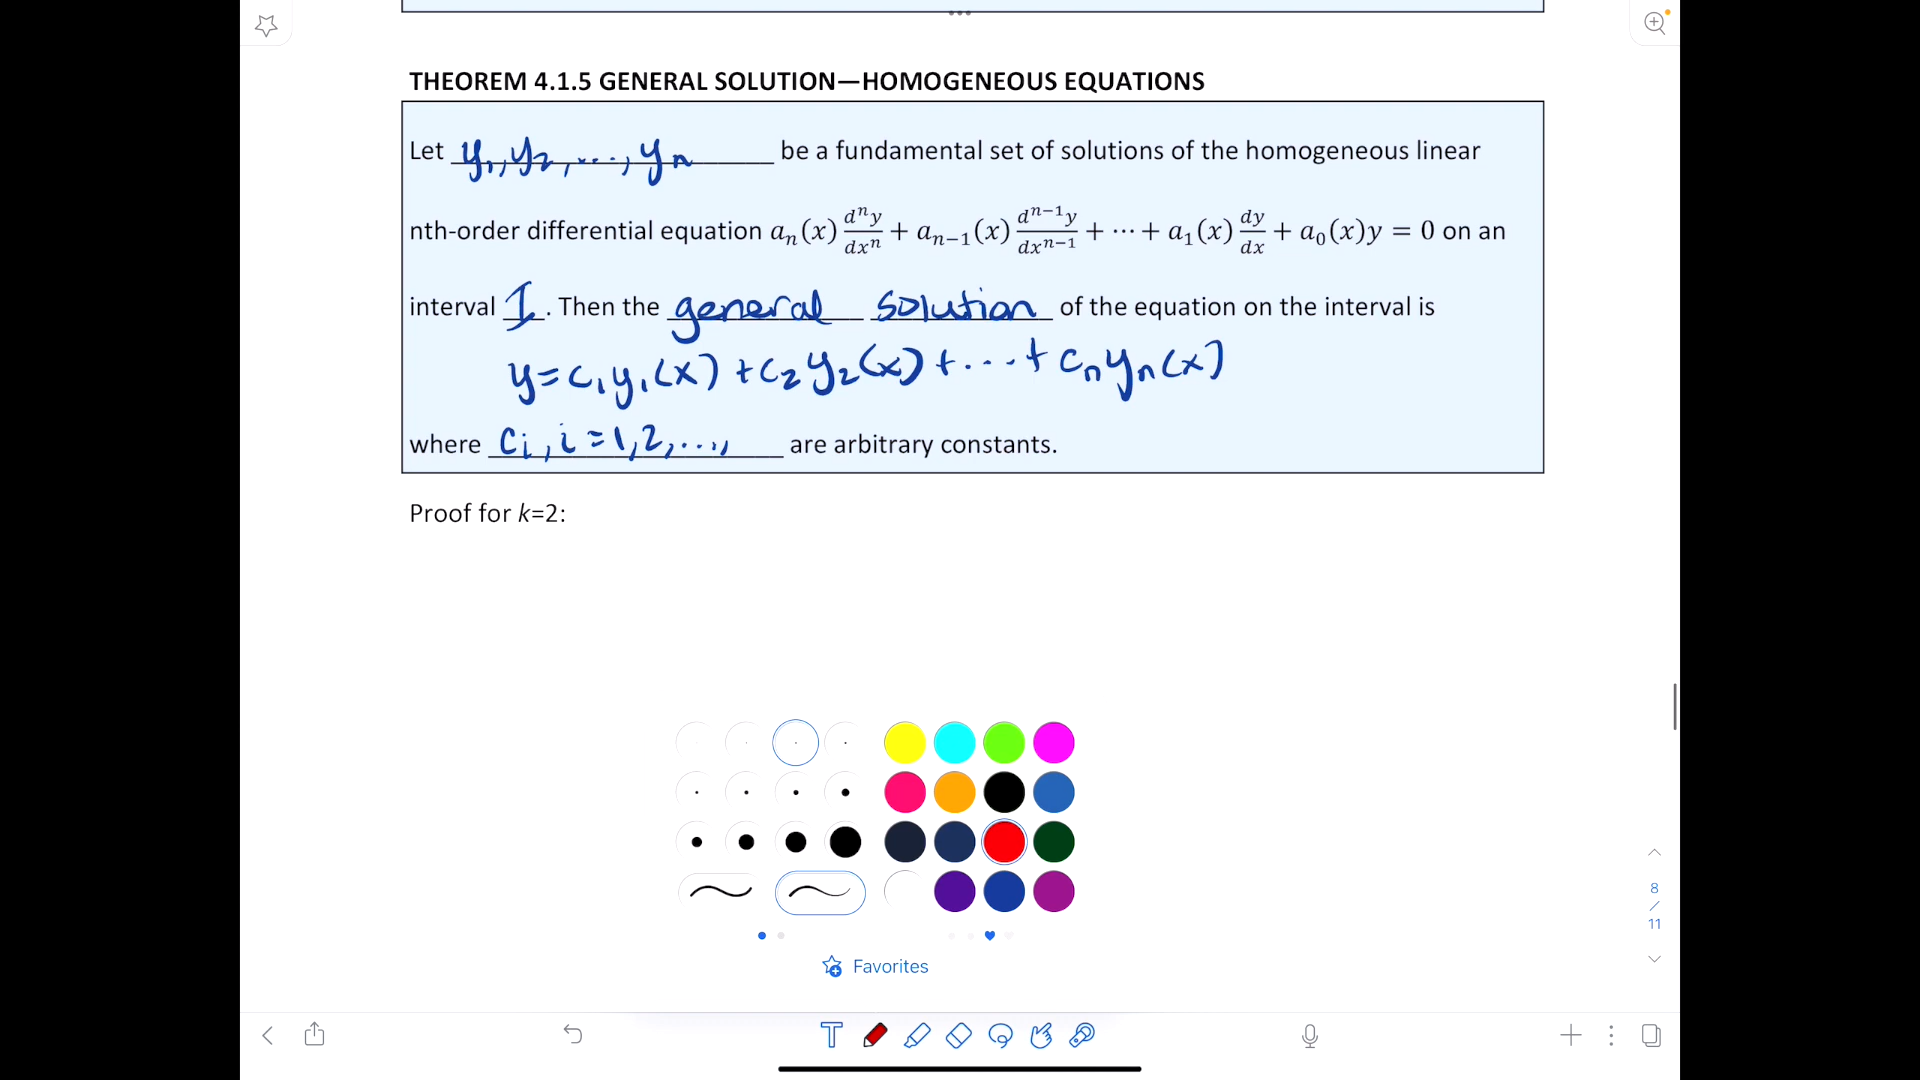 THEOREM 4.1.5 GENERAL SOLUTION—HOMOGENEOUS EQUATIONS
Let y₁, y₂, ..., yₙ be a fundamental set of solutions of the homogeneous linear
nth-order differential equation aₙ(x) dⁿy/dxⁿ + aₙ₋₁(x) dⁿ⁻¹y/dxⁿ⁻¹ + ⋯ + a₁(x) dy/dx + a₀(x)y = 0 on an
interval I. Then the general solution of the equation on the interval is
y = c₁y₁(x) + c₂y₂(x) + ... + cₙyₙ(x)
where cᵢ, i = 1,2,..., are arbitrary constants.
Proof for k=2:
8
/
11
Favorites
T